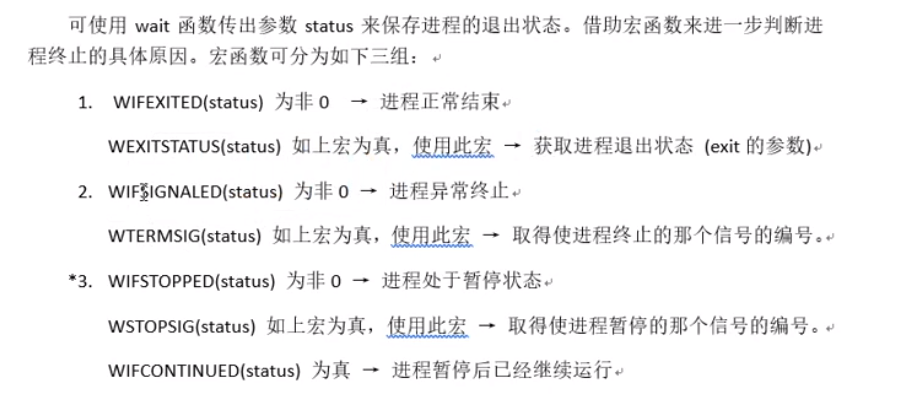 可使用 wait 函数传出参数 status 来保存进程的退出状态。借助宏函数来进一步判断进
程终止的具体原因。宏函数可分为如下三组：
1. WIFEXITED(status) 为非 0 → 进程正常结束
WEXITSTATUS(status) 如上宏为真，使用此宏 → 获取进程退出状态 (exit 的参数)
2. WIFSIGNALED(status) 为非 0 → 进程异常终止
WTERMSIG(status) 如上宏为真，使用此宏 → 取得使进程终止的那个信号的编号。
*3. WIFSTOPPED(status) 为非 0 → 进程处于暂停状态
WSTOPSIG(status) 如上宏为真，使用此宏 → 取得使进程暂停的那个信号的编号。
WIFCONTINUED(status) 为真 → 进程暂停后已经继续运行